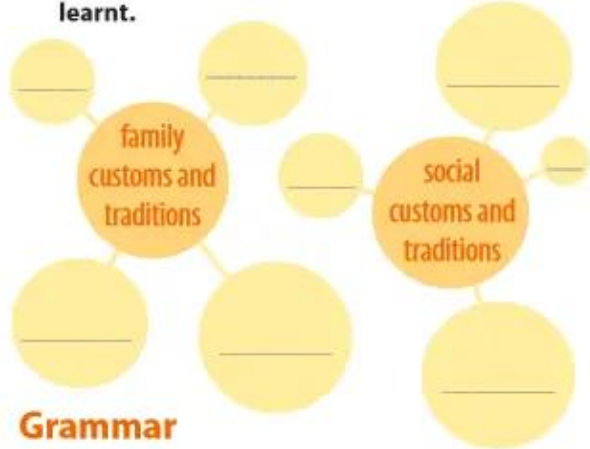 learnt.
family
customs and
traditions
social
customs and
traditions
Grammar